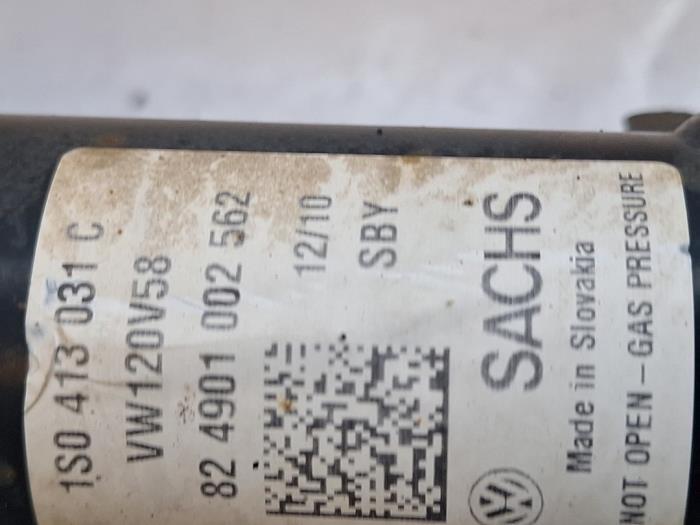 1S0 413 031 C
VW120V58
82 4901 002 562
12/10
SBY
SACHS
Made in Slovakia
NOT OPEN – GAS PRESSURE